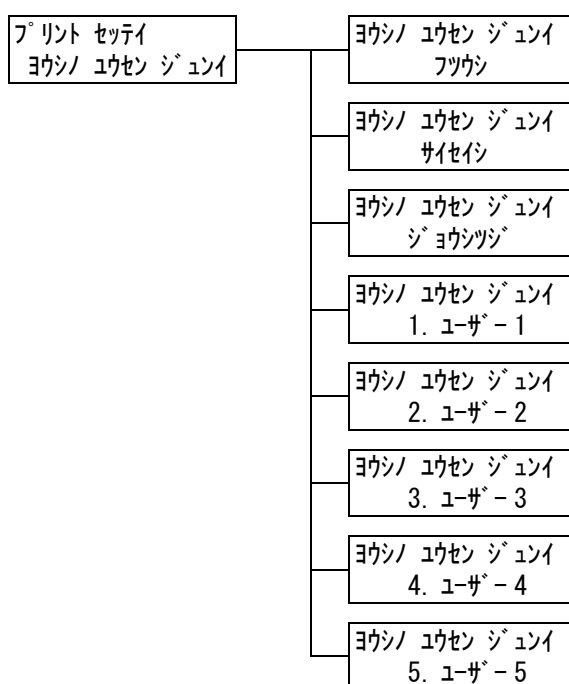 ﾌﾟﾘﾝﾄ ｾｯﾃｲ
ﾖｳｼﾉ ﾕｳｾﾝ ｼﾞｭﾝｲ
ﾖｳｼﾉ ﾕｳｾﾝ ｼﾞｭﾝｲ
ﾌﾂｳｼ
ﾖｳｼﾉ ﾕｳｾﾝ ｼﾞｭﾝｲ
ｻｲｾｲｼ
ﾖｳｼﾉ ﾕｳｾﾝ ｼﾞｭﾝｲ
ｼﾞｮｳｼﾂｼﾞ
ﾖｳｼﾉ ﾕｳｾﾝ ｼﾞｭﾝｲ
1. ﾕｰｻﾞｰ 1
ﾖｳｼﾉ ﾕｳｾﾝ ｼﾞｭﾝｲ
2. ﾕｰｻﾞｰ 2
ﾖｳｼﾉ ﾕｳｾﾝ ｼﾞｭﾝｲ
3. ﾕｰｻﾞｰ 3
ﾖｳｼﾉ ﾕｳｾﾝ ｼﾞｭﾝｲ
4. ﾕｰｻﾞｰ 4
ﾖｳｼﾉ ﾕｳｾﾝ ｼﾞｭﾝｲ
5. ﾕｰｻﾞｰ 5